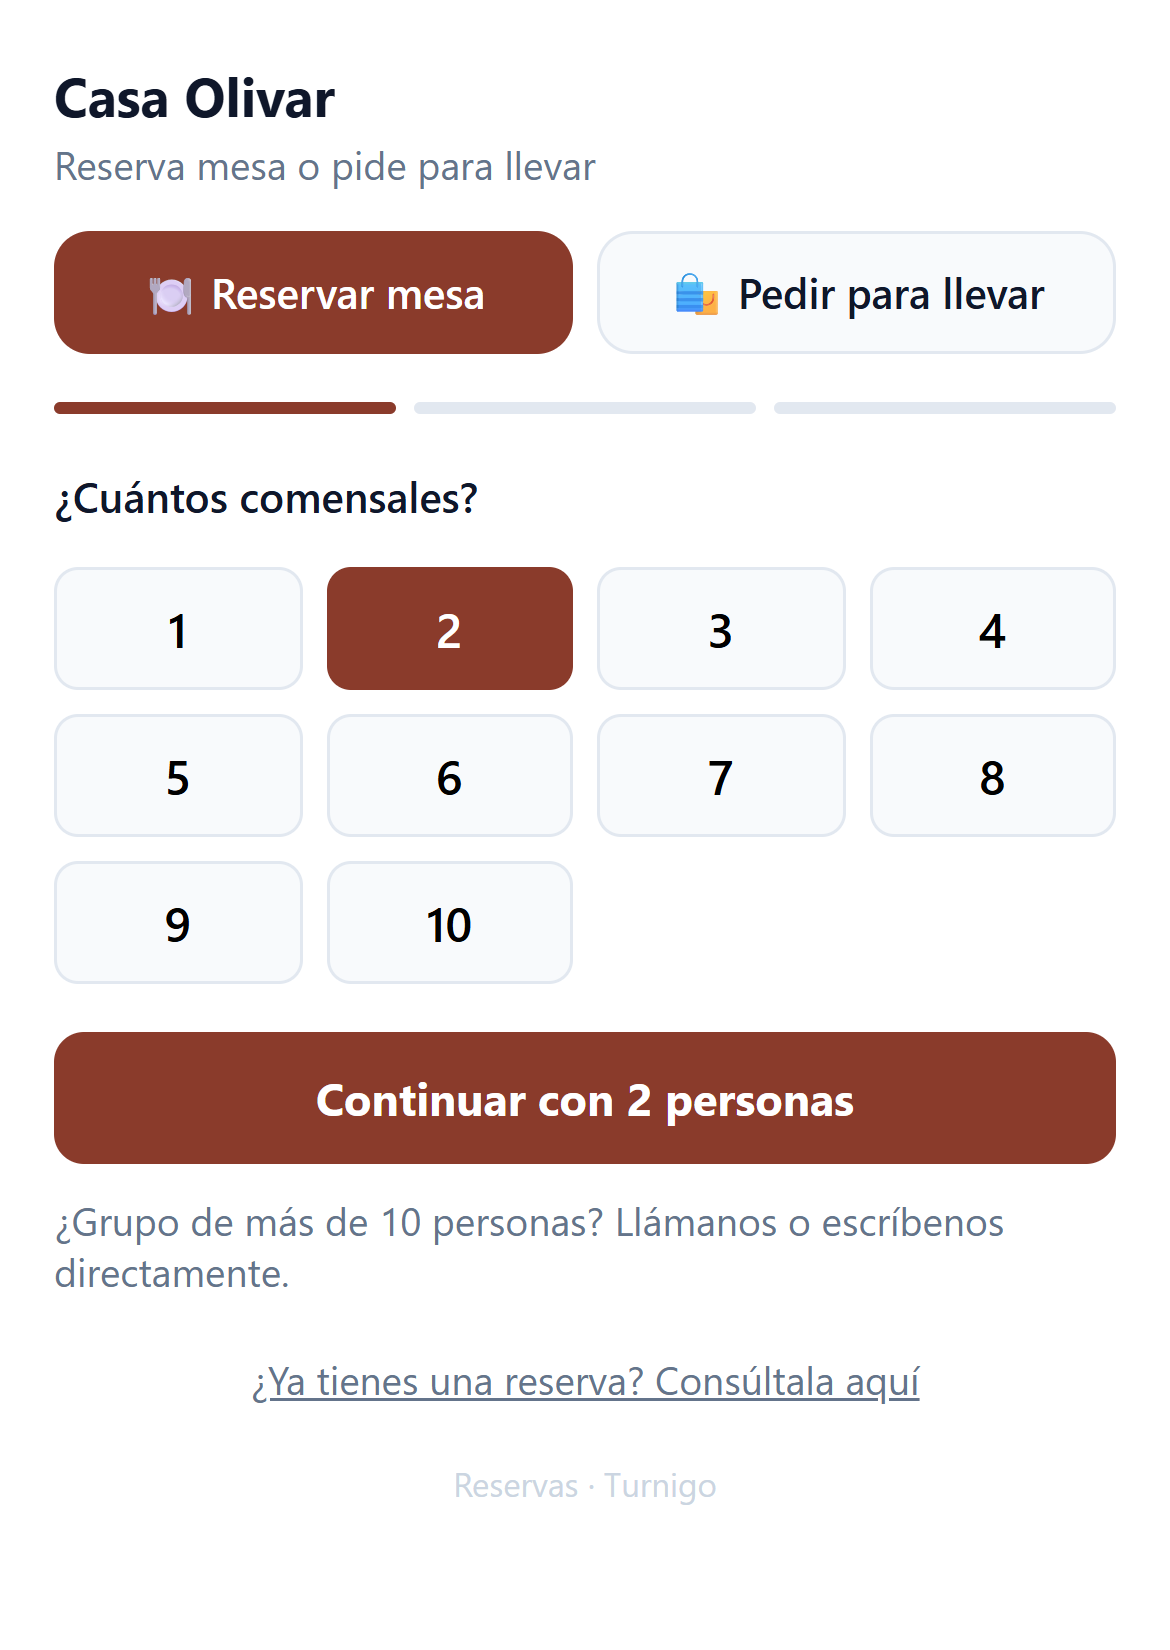 Casa Olivar
Reserva mesa o pide para llevar
Reservar mesa
Pedir para llevar
¿Cuántos comensales?
1
2
3
4
5
6
7
8
9
10
Continuar con 2 personas
¿Grupo de más de 10 personas? Llámanos o escríbenos
directamente.
¿Ya tienes una reserva? Consúltala aquí
Reservas · Turnigo